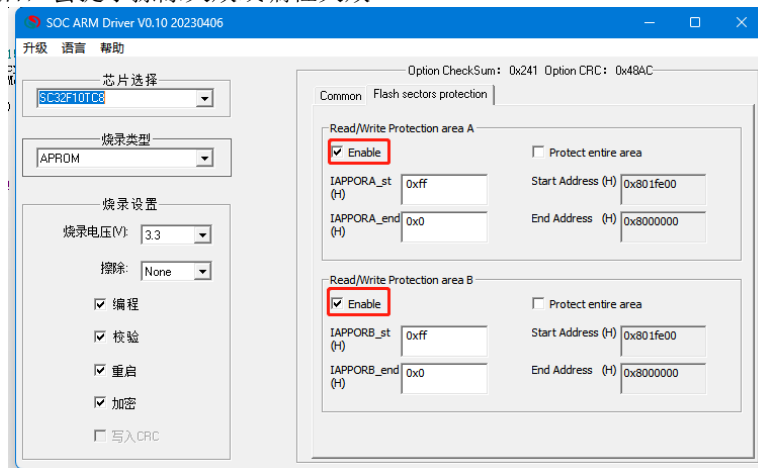 SOC ARM Driver V0.10 20230406
升级 语言 帮助
芯片选择
SC32F10TC8
烧录类型
APROM
烧录设置
烧录电压(V): 3.3
擦除: None
编程
校验
重启
加密
写入CRC
Option CheckSum: 0x241 Option CRC: 0x48AC
Common Flash sectors protection
Read/Write Protection area A
Enable Protect entire area
IAPPORA_st (H) 0xff Start Address (H) 0x801fe00
IAPPORA_end (H) 0x0 End Address (H) 0x8000000
Read/Write Protection area B
Enable Protect entire area
IAPPORB_st (H) 0xff Start Address (H) 0x801fe00
IAPPORB_end (H) 0x0 End Address (H) 0x8000000